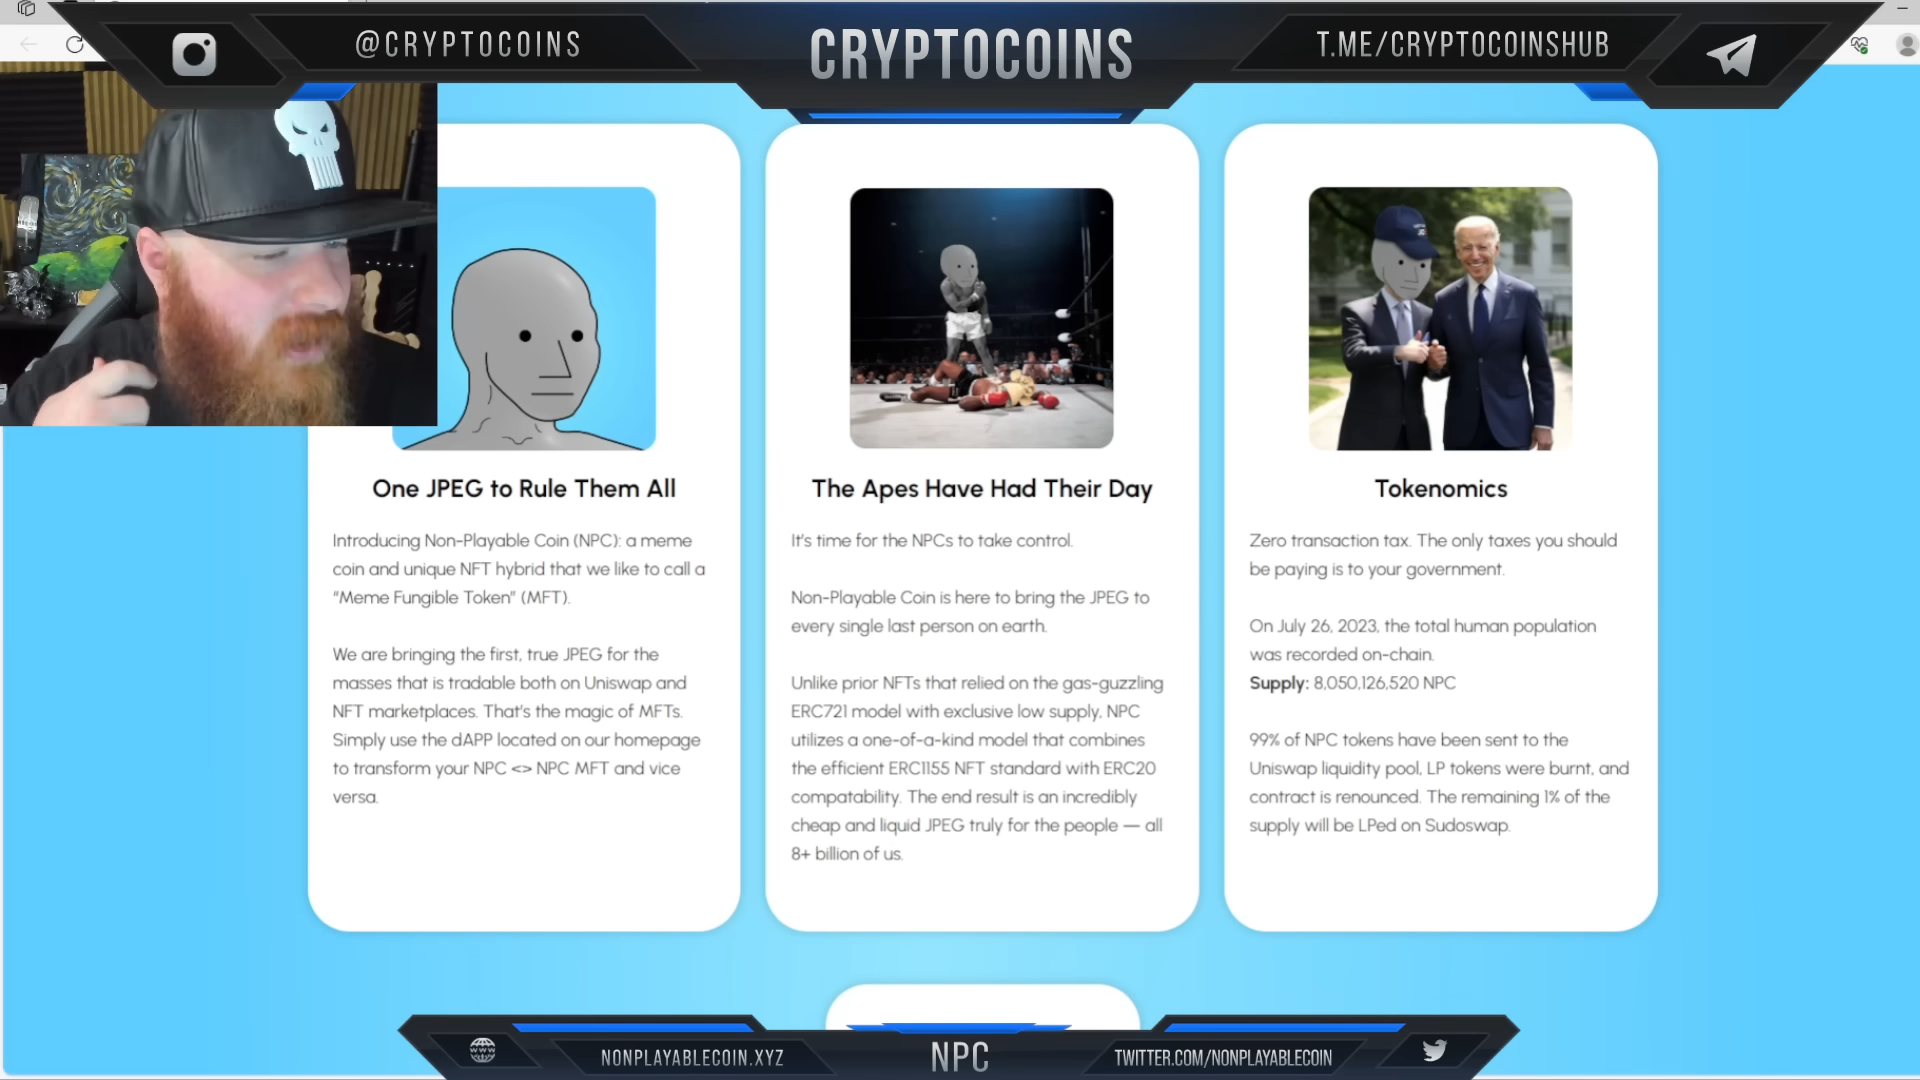 @CRYPTOCOINS
CRYPTOCOINS
T.ME/CRYPTOCOINSHUB
One JPEG to Rule Them All
Introducing Non-Playable Coin (NPC): a meme
coin and unique NFT hybrid that we like to call a
"Meme Fungible Token" (MFT).
We are bringing the first, true JPEG for the
masses that is tradable both on Uniswap and
NFT marketplaces. That's the magic of MFTs.
Simply use the dAPP located on our homepage
to transform your NPC <=> NPC MFT and vice
versa.
The Apes Have Had Their Day
It's time for the NPCs to take control.
Non-Playable Coin is here to bring the JPEG to
every single last person on earth.
Unlike prior NFTs that relied on the gas-guzzling
ERC721 model with exclusive low supply, NPC
utilizes a one-of-a-kind model that combines
the efficient ERC1155 NFT standard with ERC20
compatability. The end result is an incredibly
cheap and liquid JPEG truly for the people — all
8+ billion of us.
Tokenomics
Zero transaction tax. The only taxes you should
be paying is to your government.
On July 26, 2023, the total human population
was recorded on-chain.
Supply: 8,050,126,520 NPC
99% of NPC tokens have been sent to the
Uniswap liquidity pool, LP tokens were burnt, and
contract is renounced. The remaining 1% of the
supply will be LPed on Sudoswap.
WWW
NONPLAYABLECOIN.XYZ
NPC
TWITTER.COM/NONPLAYABLECOIN